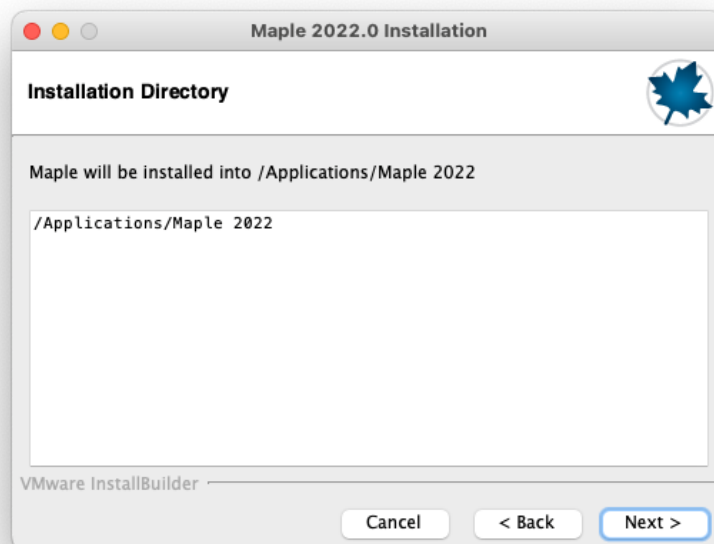 Maple 2022.0 Installation
Installation Directory
Maple will be installed into /Applications/Maple 2022
/Applications/Maple 2022
VMware InstallBuilder
Cancel
< Back
Next >